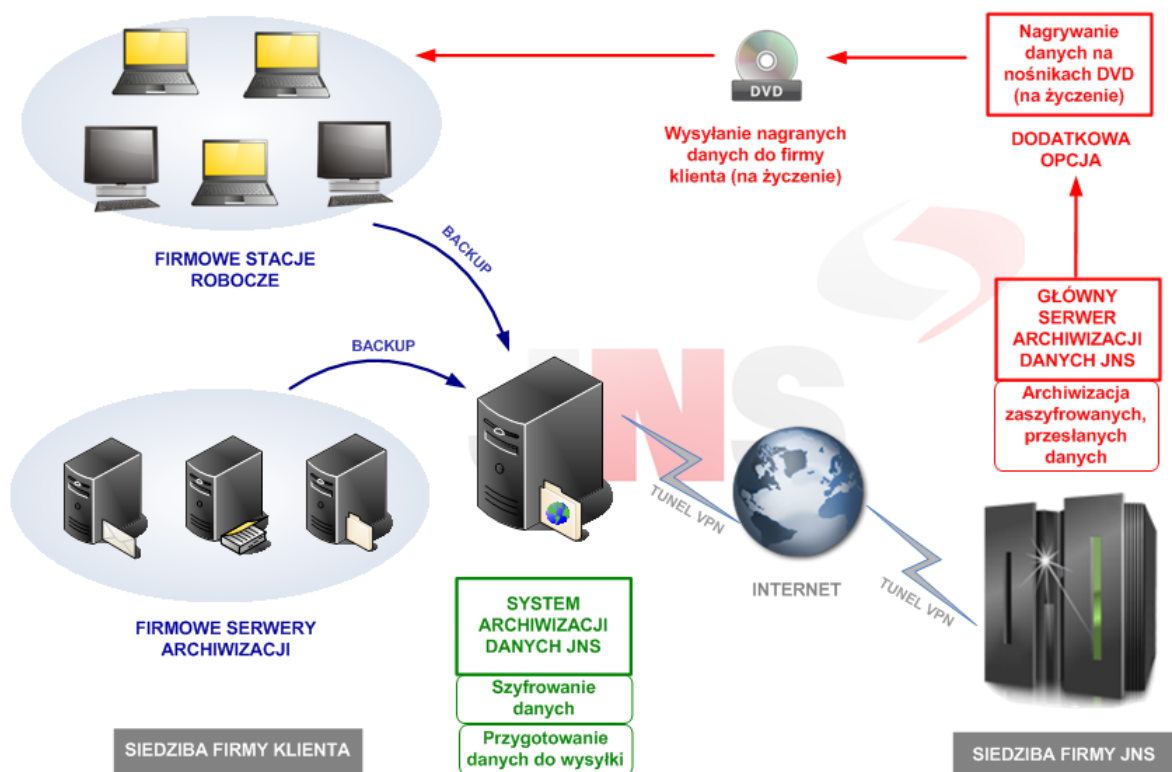 Nagrywanie
danych na
nośnikach DVD
(na życzenie)
DVD
Wysyłanie nagranych
danych do firmy
klienta (na życzenie)
DODATKOWA
OPCJA
FIRMOWE STACJE
ROBOCZE
BACKUP
BACKUP
GŁÓWNY
SERWER
ARCHIWIZACJI
DANYCH JNS
Archiwizacja
zaszyfrowanych,
przesłanych
danych
JNS
TUNEL VPN
INTERNET
TUNEL VPN
FIRMOWE SERWERY
ARCHIWIZACJI
SYSTEM
ARCHIWIZACJI
DANYCH JNS
Szyfrowanie
danych
Przygotowanie
danych do wysyłki
SIEDZIBA FIRMY KLIENTA
SIEDZIBA FIRMY JNS